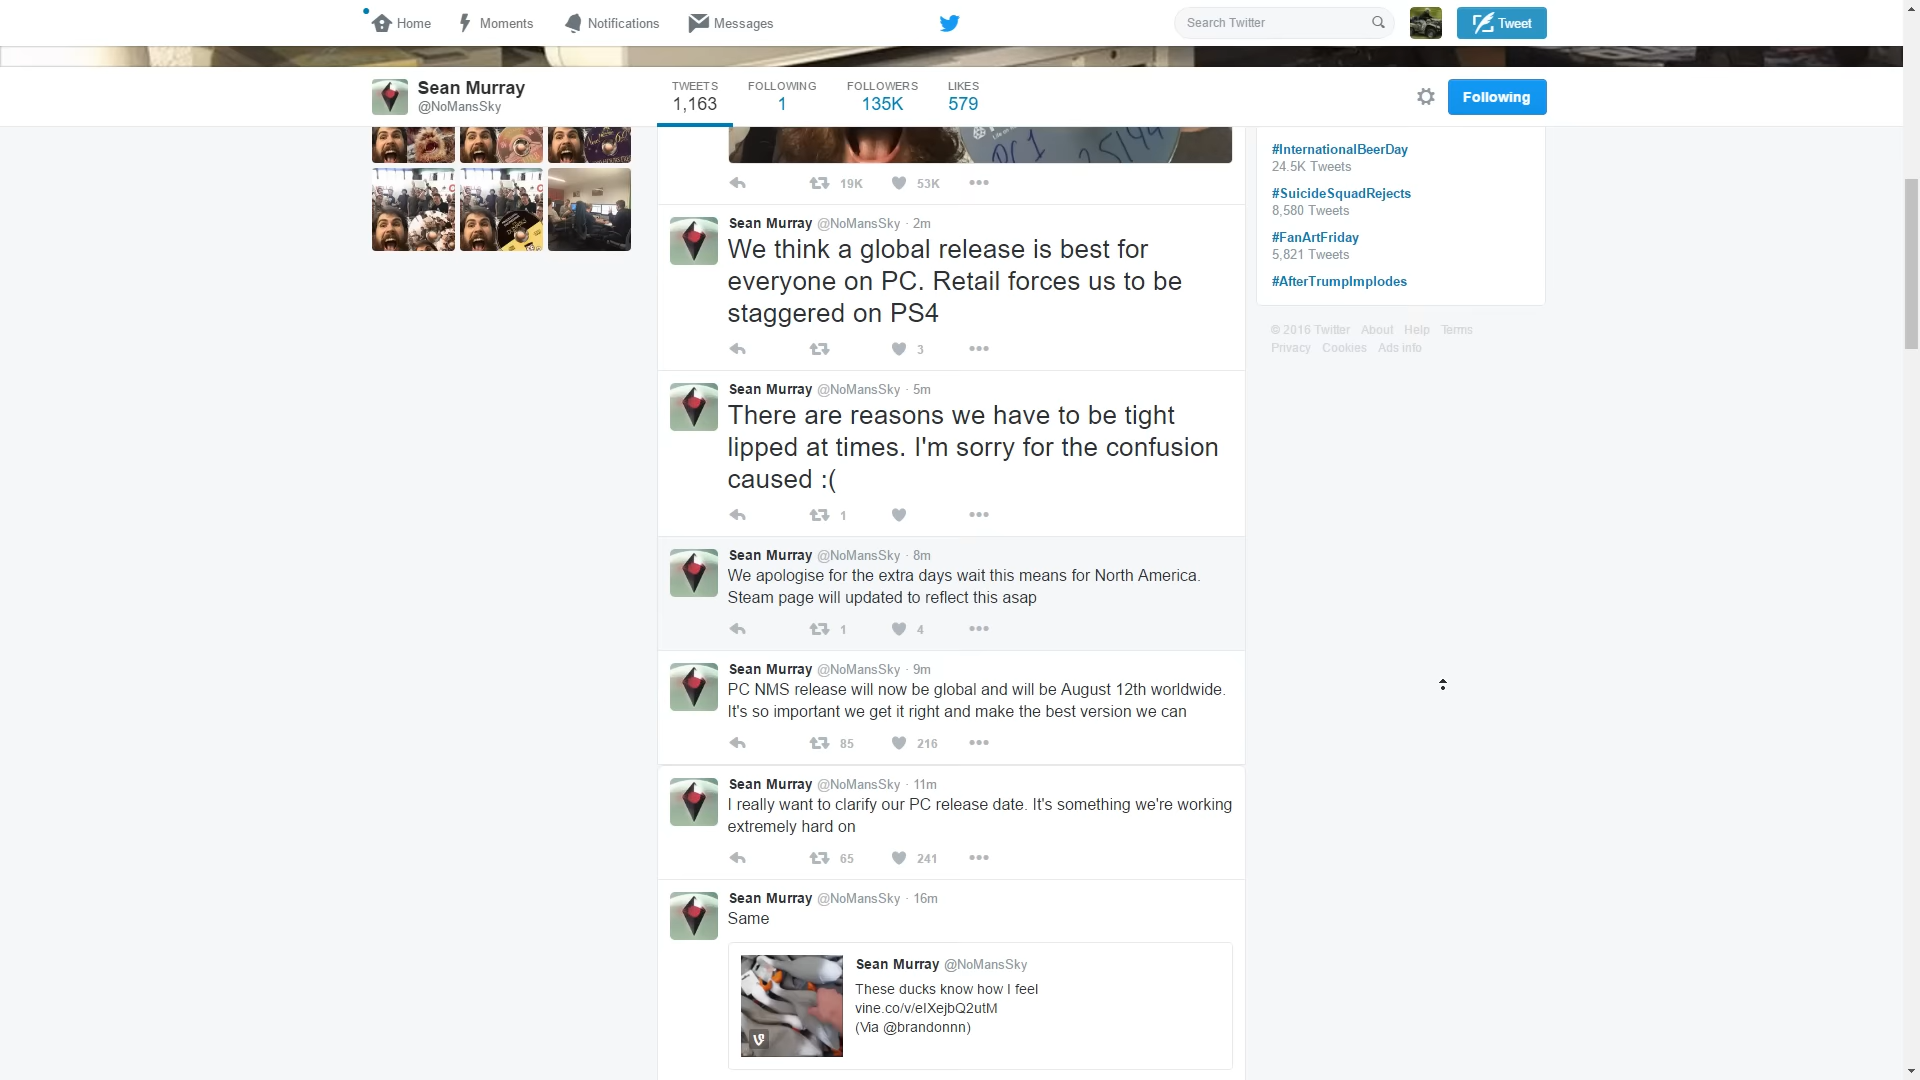 Home
Moments
Notifications
Messages
Search Twitter
Tweet
Sean Murray
@NoMansSky
TWEETS
1,163
FOLLOWING
1
FOLLOWERS
135K
LIKES
579
Following
19K
53K
Sean Murray @NoMansSky · 2m
We think a global release is best for
everyone on PC. Retail forces us to be
staggered on PS4
3
Sean Murray @NoMansSky · 5m
There are reasons we have to be tight
lipped at times. I'm sorry for the confusion
caused :(
1
Sean Murray @NoMansSky · 8m
We apologise for the extra days wait this means for North America.
Steam page will updated to reflect this asap
1
4
Sean Murray @NoMansSky · 9m
PC NMS release will now be global and will be August 12th worldwide.
It's so important we get it right and make the best version we can
85
216
Sean Murray @NoMansSky · 11m
I really want to clarify our PC release date. It's something we're working
extremely hard on
65
241
Sean Murray @NoMansSky · 16m
Same
Sean Murray @NoMansSky
These ducks know how I feel
vine.co/v/eIXejbQ2utM
(Via @brandonnn)
#InternationalBeerDay
24.5K Tweets
#SuicideSquadRejects
8,580 Tweets
#FanArtFriday
5,821 Tweets
#AfterTrumpImplodes
© 2016 Twitter About Help Terms
Privacy Cookies Ads info